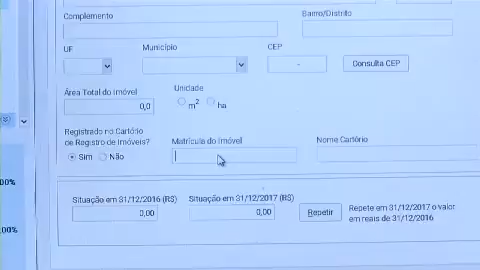 Complemento
Bairro/Distrito
UF
Município
CEP
-
Consulta CEP
Área Total do Imóvel
Unidade
0,0
m²
ha
Registrado no Cartório
de Registro de Imóveis?
Matrícula do Imóvel
Nome Cartório
Sim
Não
00%
Situação em 31/12/2016 (R$)
Situação em 31/12/2017 (R$)
0,00
0,00
Repetir
Repete em 31/12/2017 o valor
em reais de 31/12/2016
,00%